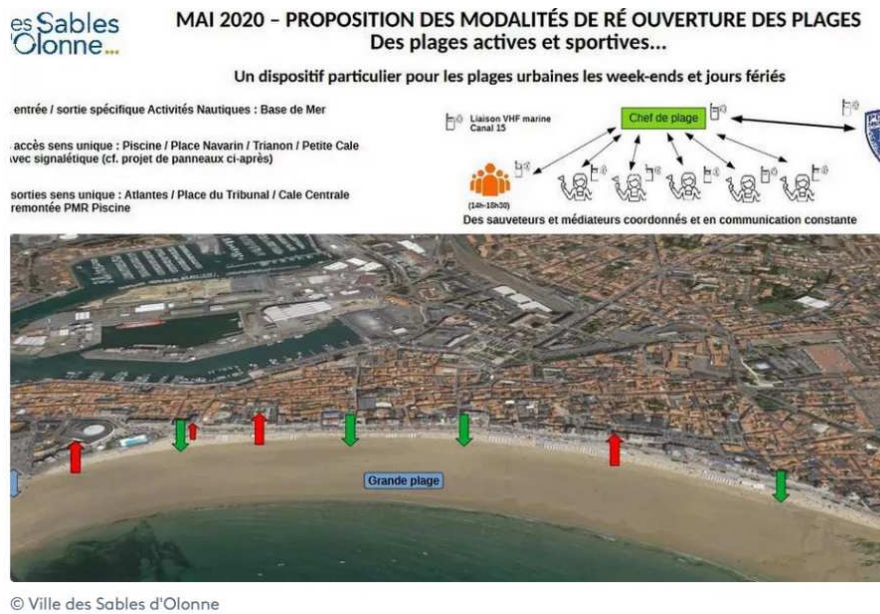 es Sables
Olonne...
MAI 2020 – PROPOSITION DES MODALITÉS DE RÉ OUVERTURE DES PLAGES
Des plages actives et sportives...
Un dispositif particulier pour les plages urbaines les week-ends et jours fériés
entrée / sortie spécifique Activités Nautiques : Base de Mer
accès sens unique : Piscine / Place Navarin / Trianon / Petite Cale
avec signalétique (cf. projet de panneaux ci-après)
sorties sens unique : Atlantes / Place du Tribunal / Cale Centrale
remontée PMR Piscine
Liaison VHF marine
Canal 15
Chef de plage
Des sauveteurs et médiateurs coordonnés et en communication constante
Grande plage
© Ville des Sables d'Olonne